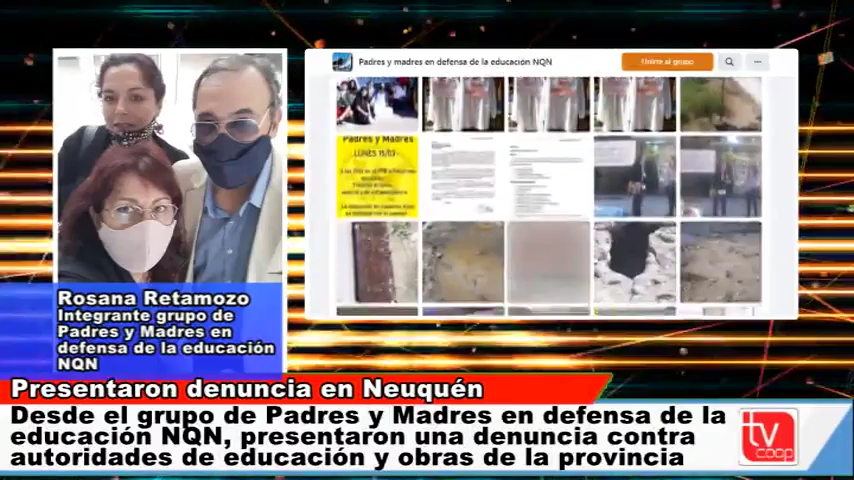 Padres y madres en defensa de la educación NQN
Unirte al grupo
Padres y Madres
LUNES 15/03
Rosana Retamozo
Integrante grupo de
Padres y Madres en
defensa de la educación
NQN
Presentaron denuncia en Neuquén
Desde el grupo de Padres y Madres en defensa de la
educación NQN, presentaron una denuncia contra
autoridades de educación y obras de la provincia
tv
coop